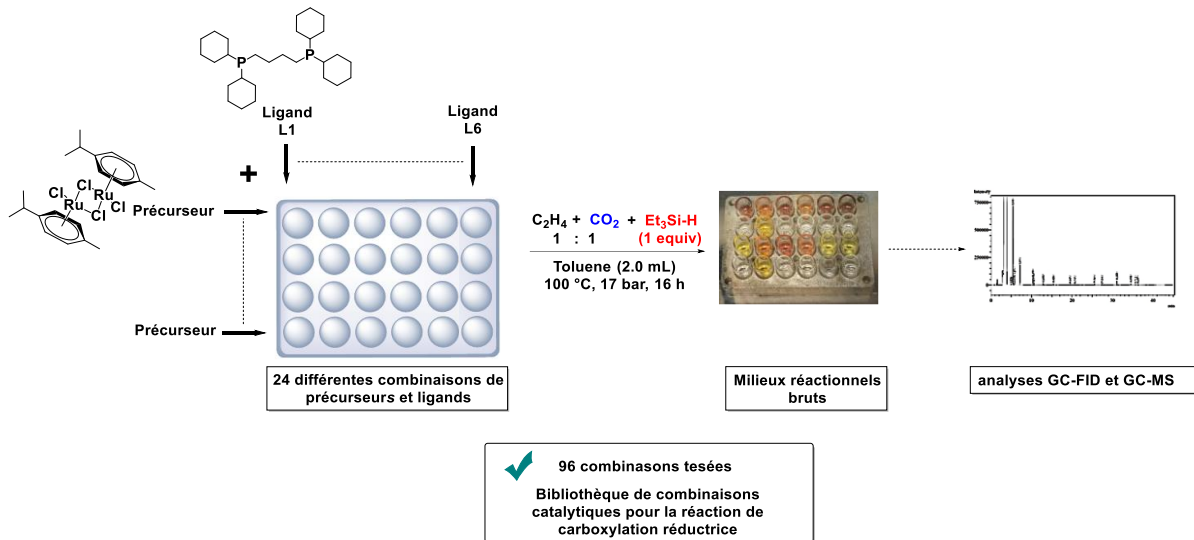 P
P
Ligand
L1
Ligand
L6
Cl
Cl
Ru
Ru
Cl
Cl
+
Précurseur
Précurseur
C2H4 + CO2 + Et3Si-H
1 : 1 (1 equiv)
Toluene (2.0 mL)
100 °C, 17 bar, 16 h
24 différentes combinaisons de
précurseurs et ligands
Milieux réactionnels
bruts
analyses GC-FID et GC-MS
96 combinasons tesées
Bibliothèque de combinaisons
catalytiques pour la réaction de
carboxylation réductrice